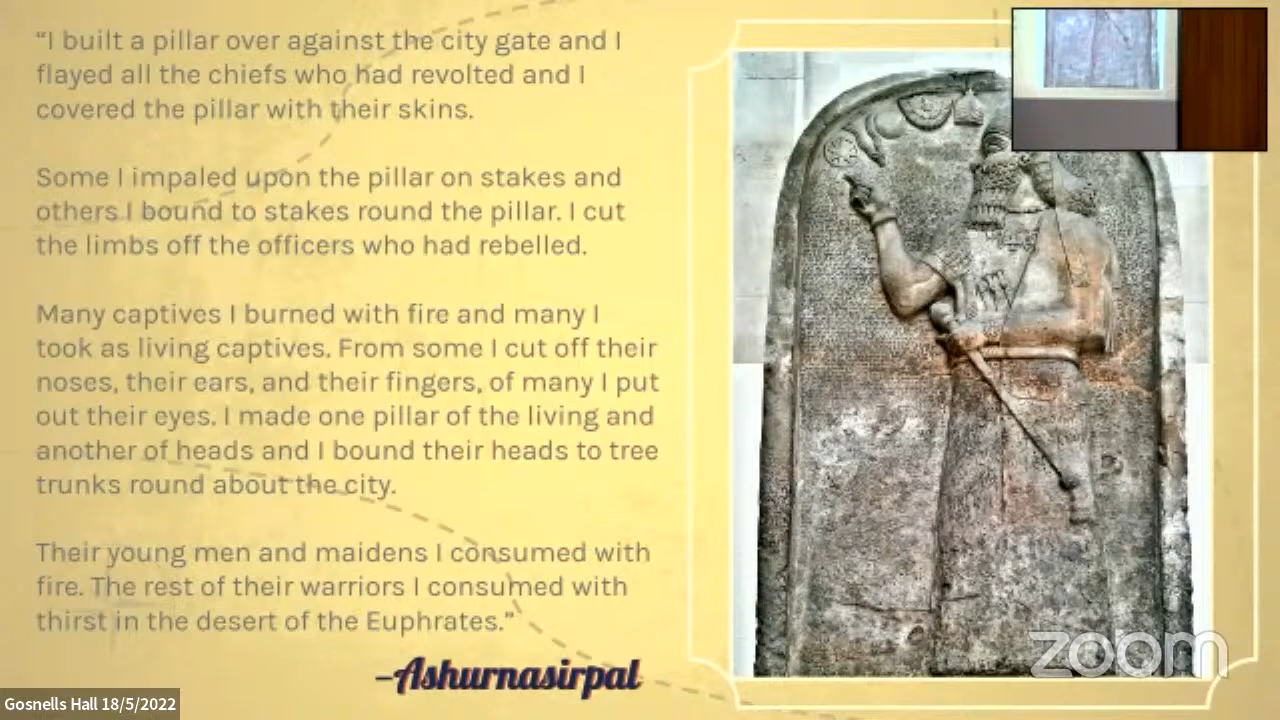 “I built a pillar over against the city gate and I
flayed all the chiefs who had revolted and I
covered the pillar with their skins.
Some I impaled upon the pillar on stakes and
others I bound to stakes round the pillar. I cut
the limbs off the officers who had rebelled.
Many captives I burned with fire and many I
took as living captives. From some I cut off their
noses, their ears, and their fingers, of many I put
out their eyes. I made one pillar of the living and
another of heads and I bound their heads to tree
trunks round about the city.
Their young men and maidens I consumed with
fire. The rest of their warriors I consumed with
thirst in the desert of the Euphrates.”
–Ashurnasirpal
zoom
Gosnells Hall 18/5/2022